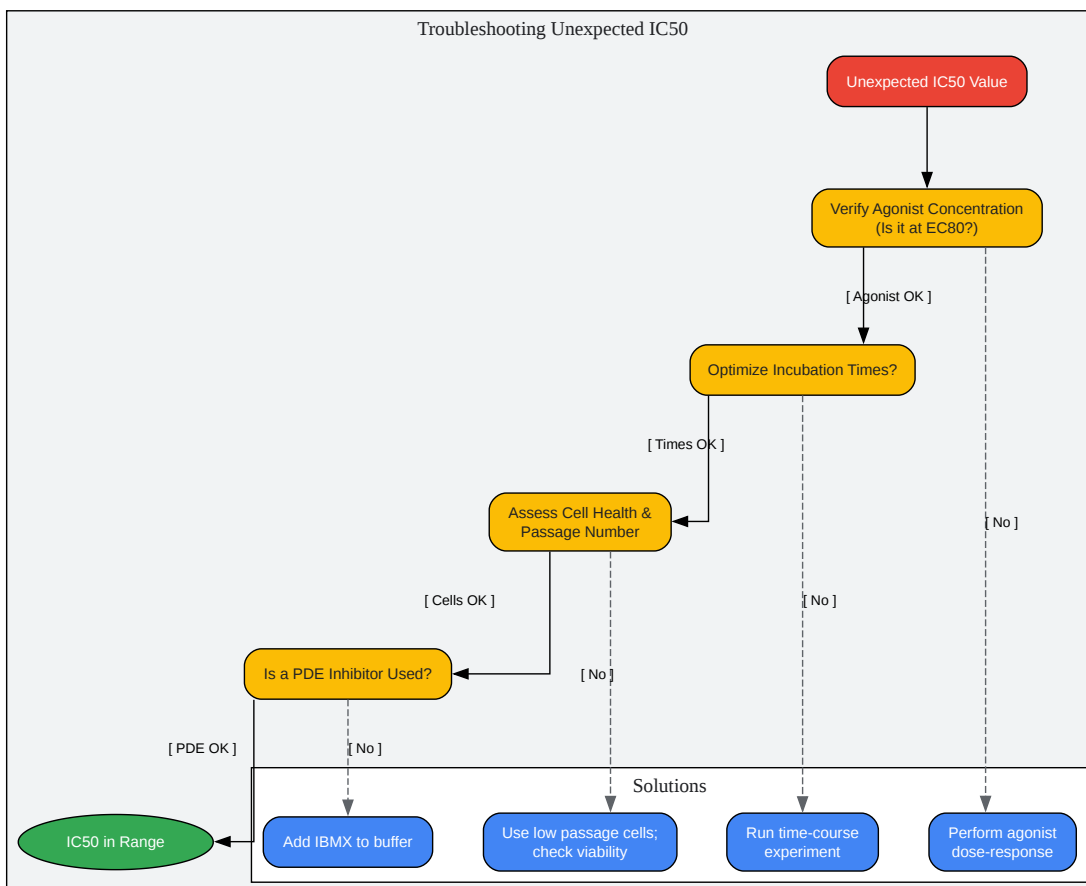 Troubleshooting Unexpected IC50
Unexpected IC50 Value
Verify Agonist Concentration
(Is it at EC80?)
[ Agonist OK ]
Optimize Incubation Times?
[ Times OK ]
Assess Cell Health &
Passage Number
[ No ]
[ Cells OK ]
[ No ]
Is a PDE Inhibitor Used?
[ No ]
[ PDE OK ]
[ No ]
Solutions
IC50 in Range
Add IBMX to buffer
Use low passage cells;
check viability
Run time-course
experiment
Perform agonist
dose-response